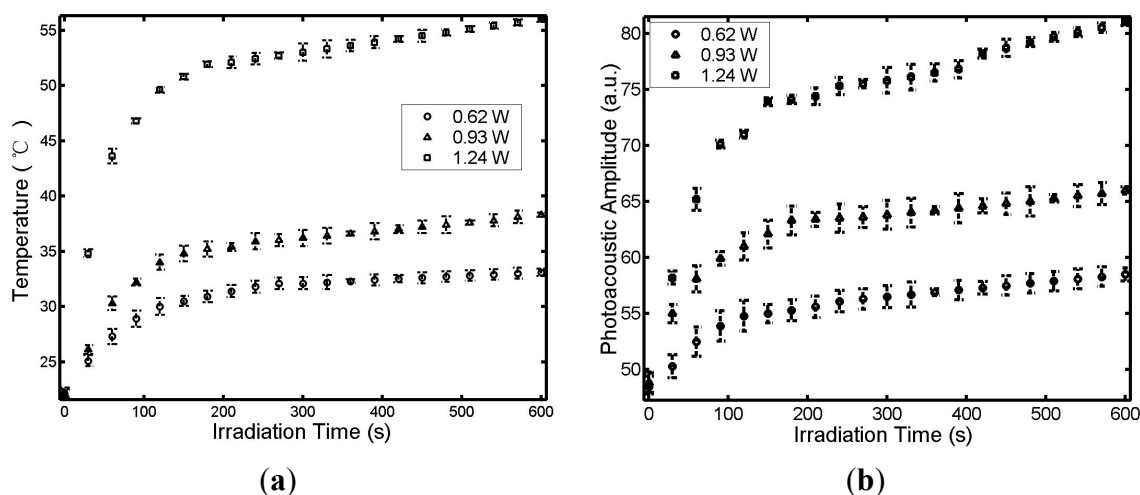 55
50
45
40
35
30
25
0 100 200 300 400 500 600
Temperature (℃)
Irradiation Time (s)
0.62 W
0.93 W
1.24 W
(a)
80
75
70
65
60
55
50
0 100 200 300 400 500 600
Photoacoustic Amplitude (a.u.)
Irradiation Time (s)
0.62 W
0.93 W
1.24 W
(b)